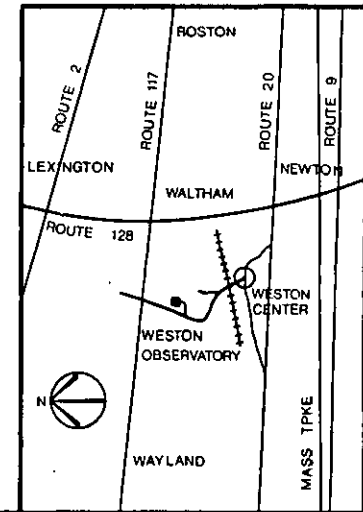 BOSTON
ROUTE 2
ROUTE 117
ROUTE 20
ROUTE 9
LEXINGTON
NEWTON
WALTHAM
ROUTE 128
WESTON
CENTER
WESTON
OBSERVATORY
N
MASS TPKE
WAYLAND